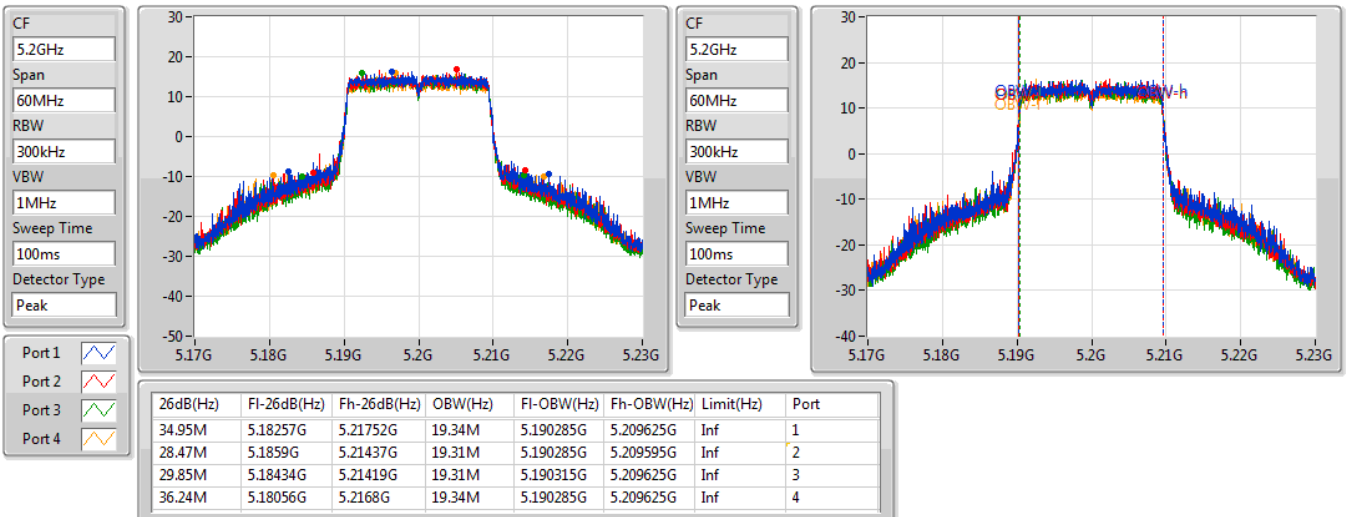 CF
5.2GHz
Span
60MHz
RBW
300kHz
VBW
1MHz
Sweep Time
100ms
Detector Type
Peak
30
20
10
0
-10
-20
-30
-40
-50
5.17G 5.18G 5.19G 5.2G 5.21G 5.22G 5.23G
CF
5.2GHz
Span
60MHz
RBW
300kHz
VBW
1MHz
Sweep Time
100ms
Detector Type
Peak
30
20
10
0
-10
-20
-30
-40
OBW-h
OBW-l
5.17G 5.18G 5.19G 5.2G 5.21G 5.22G 5.23G
Port 1
Port 2
Port 3
Port 4
26dB(Hz) Fl-26dB(Hz) Fh-26dB(Hz) OBW(Hz) Fl-OBW(Hz) Fh-OBW(Hz) Limit(Hz) Port
34.95M 5.18257G 5.21752G 19.34M 5.190285G 5.209625G Inf 1
28.47M 5.1859G 5.21437G 19.31M 5.190285G 5.209595G Inf 2
29.85M 5.18434G 5.21419G 19.31M 5.190315G 5.209625G Inf 3
36.24M 5.18056G 5.2168G 19.34M 5.190285G 5.209625G Inf 4